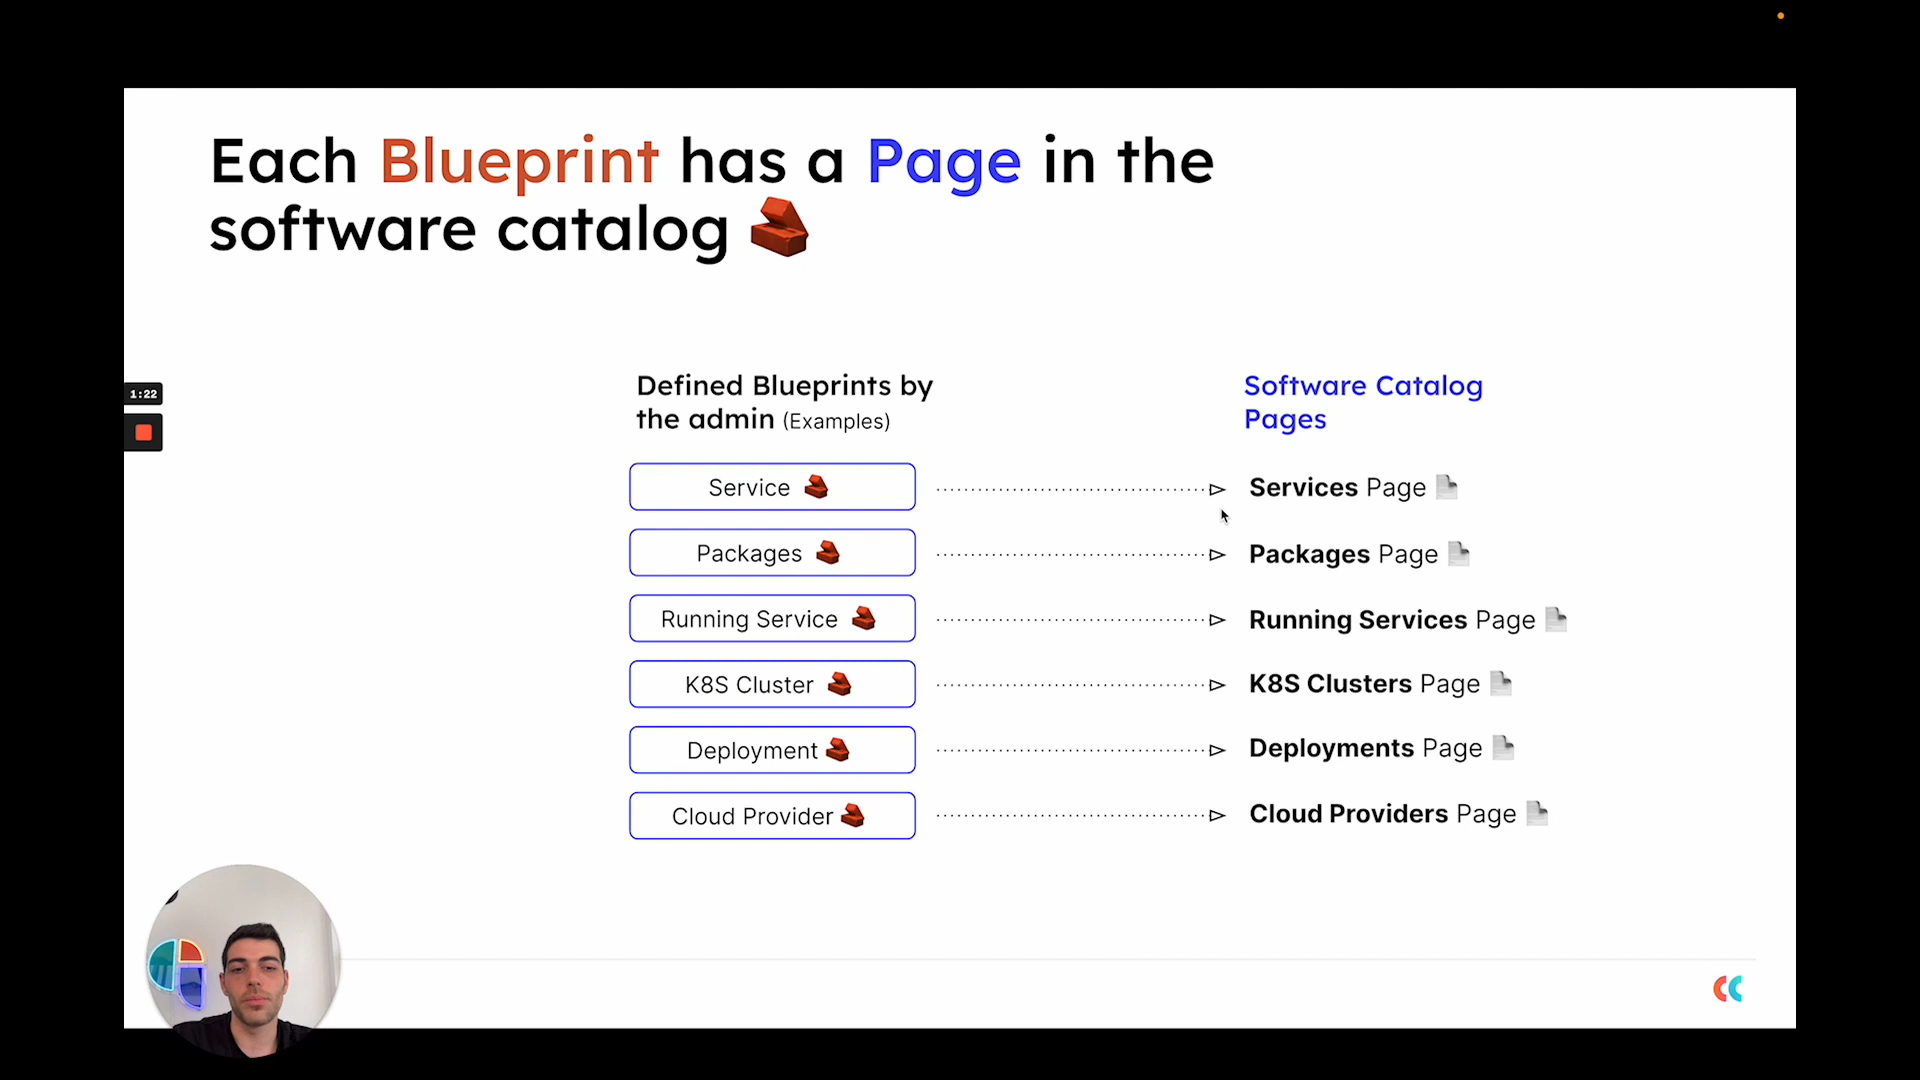 Each Blueprint has a Page in the
software catalog
1:22
Defined Blueprints by
the admin (Examples)
Software Catalog
Pages
Service
Services Page
Packages
Packages Page
Running Service
Running Services Page
K8S Cluster
K8S Clusters Page
Deployment
Deployments Page
Cloud Provider
Cloud Providers Page